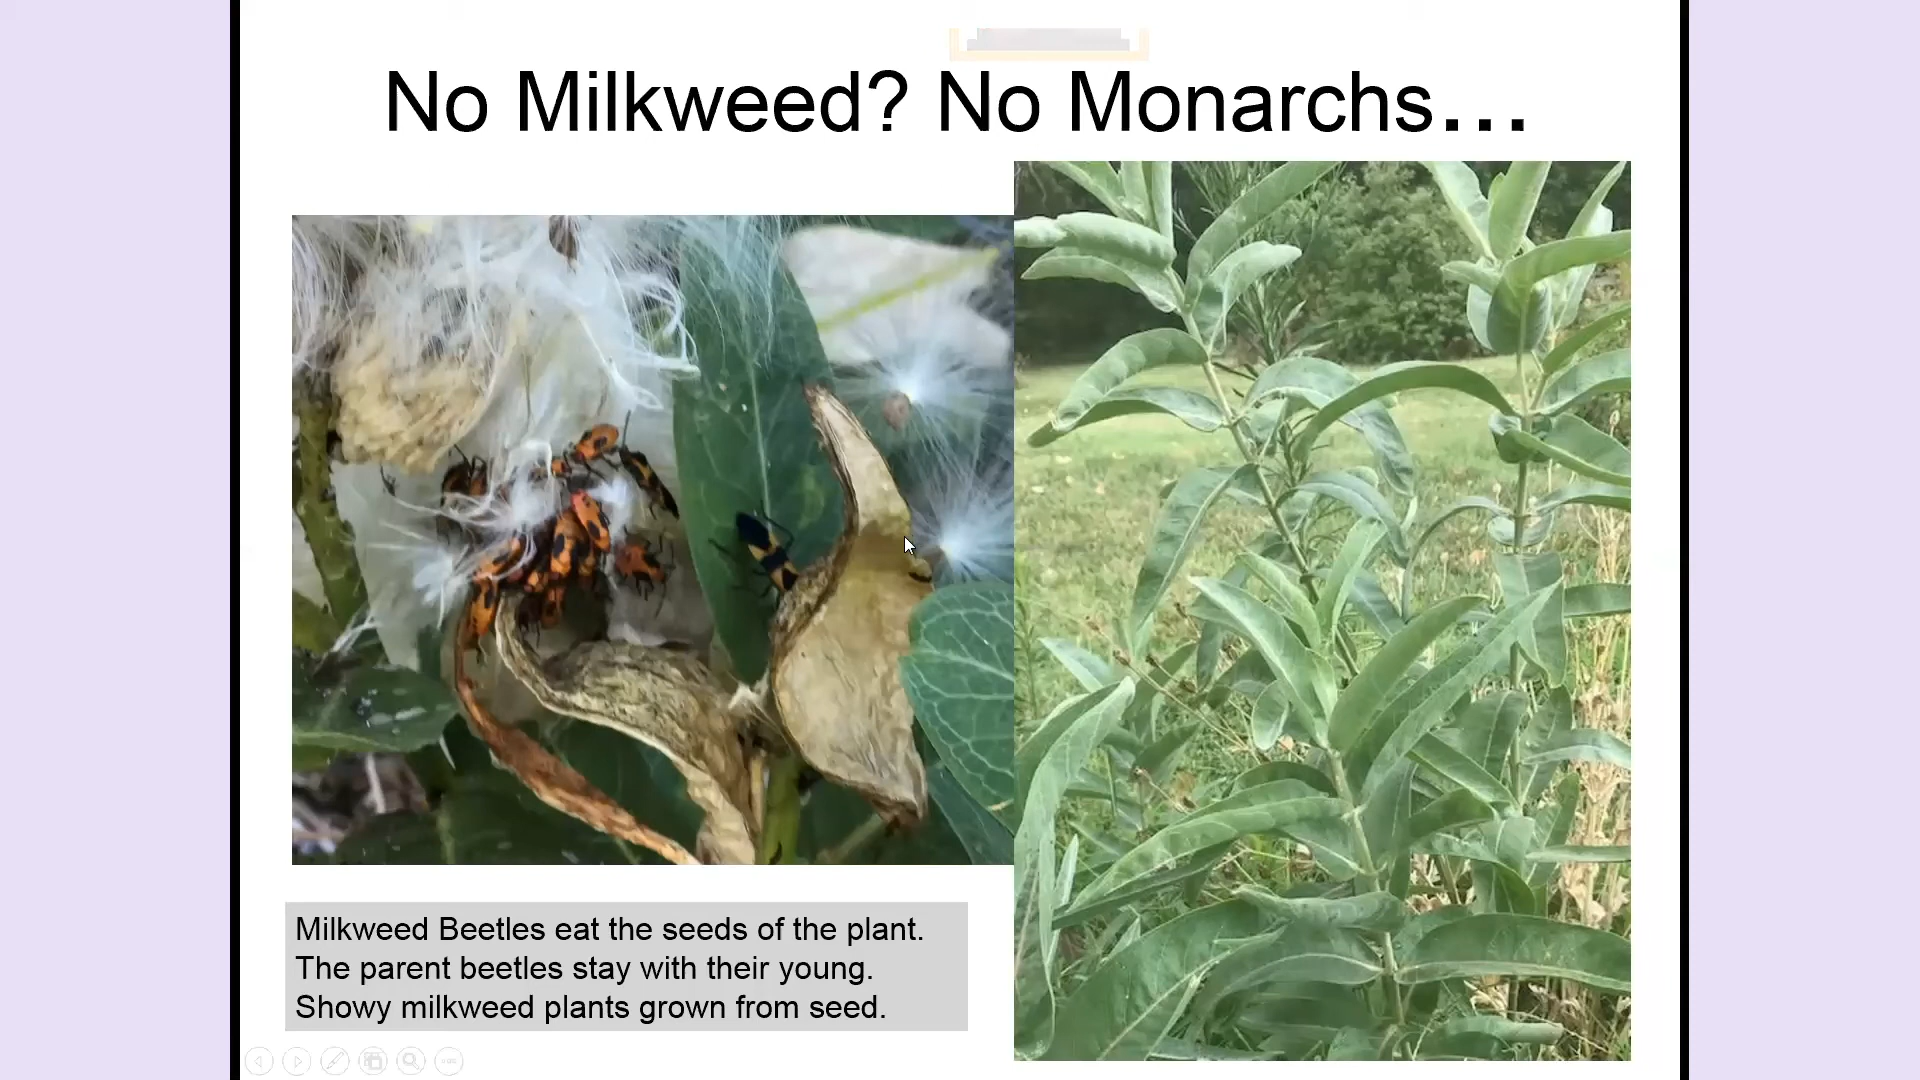 No Milkweed? No Monarchs...
Milkweed Beetles eat the seeds of the plant.
The parent beetles stay with their young.
Showy milkweed plants grown from seed.